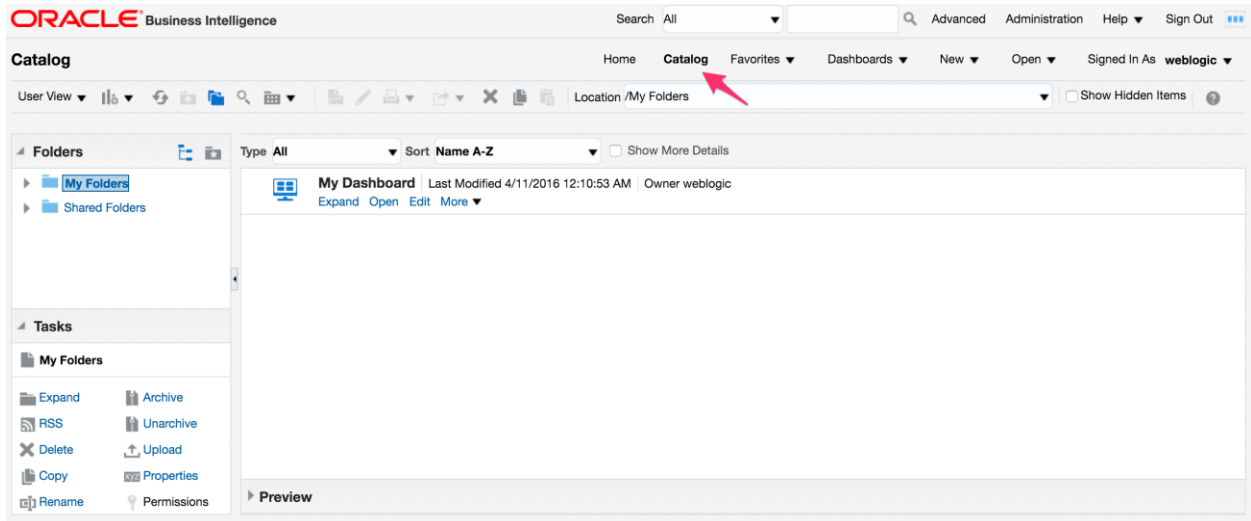 ORACLE Business Intelligence Search All Advanced Administration Help Sign Out
Catalog Home Catalog Favorites Dashboards New Open Signed In As weblogic
User View Location /My Folders Show Hidden Items
Folders Type All Sort Name A-Z Show More Details
My Folders My Dashboard Last Modified 4/11/2016 12:10:53 AM Owner weblogic
Shared Folders Expand Open Edit More
Tasks
My Folders
Expand Archive
RSS Unarchive
Delete Upload
Copy xyz Properties
Rename Permissions
Preview